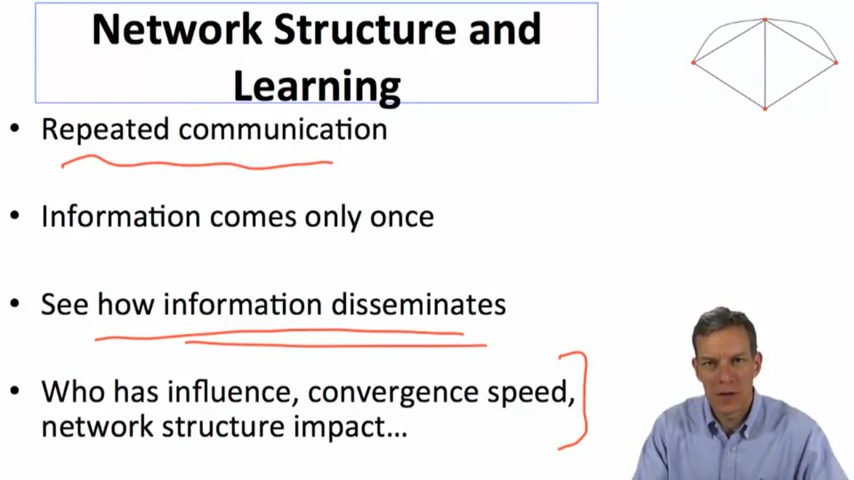 Network Structure and
Learning
• Repeated communication
• Information comes only once
• See how information disseminates
• Who has influence, convergence speed,
network structure impact...